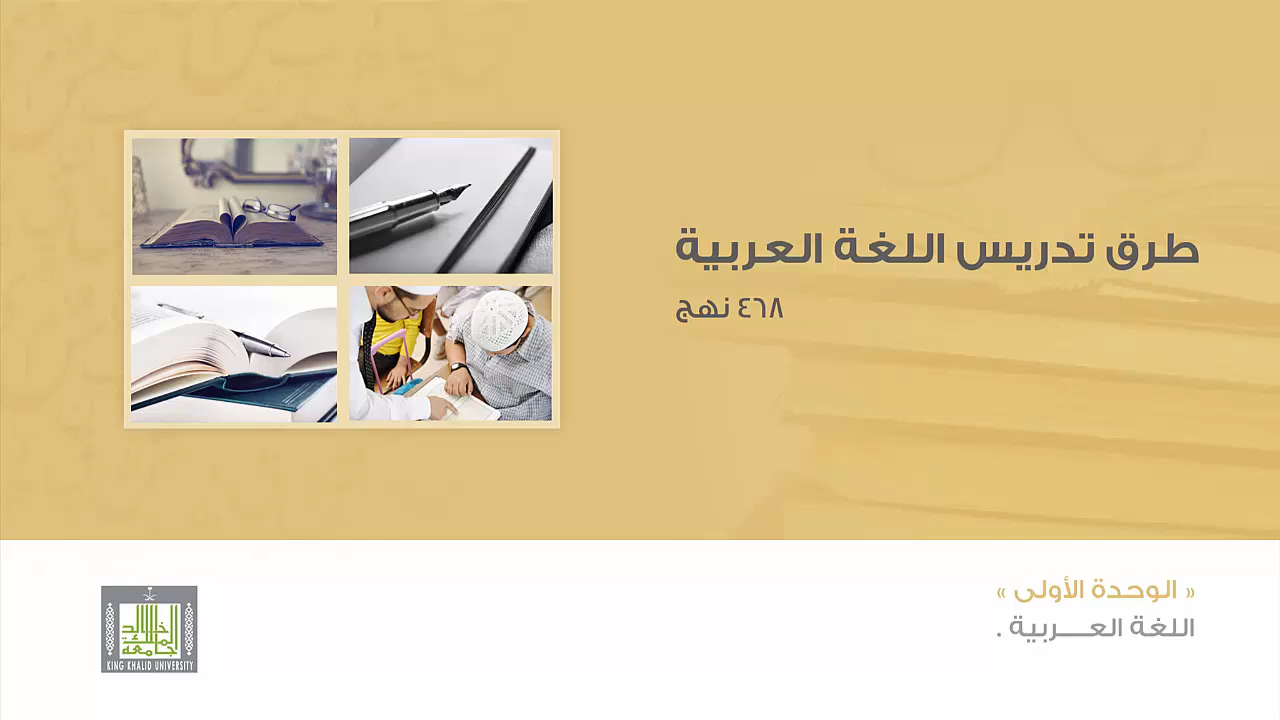 طرق تدريس اللغة العربية
٤٦٨ نهج
« الوحدة الأولى »
اللغة العـــربية .
جامعة الملك خالد
KING KHALID UNIVERSITY